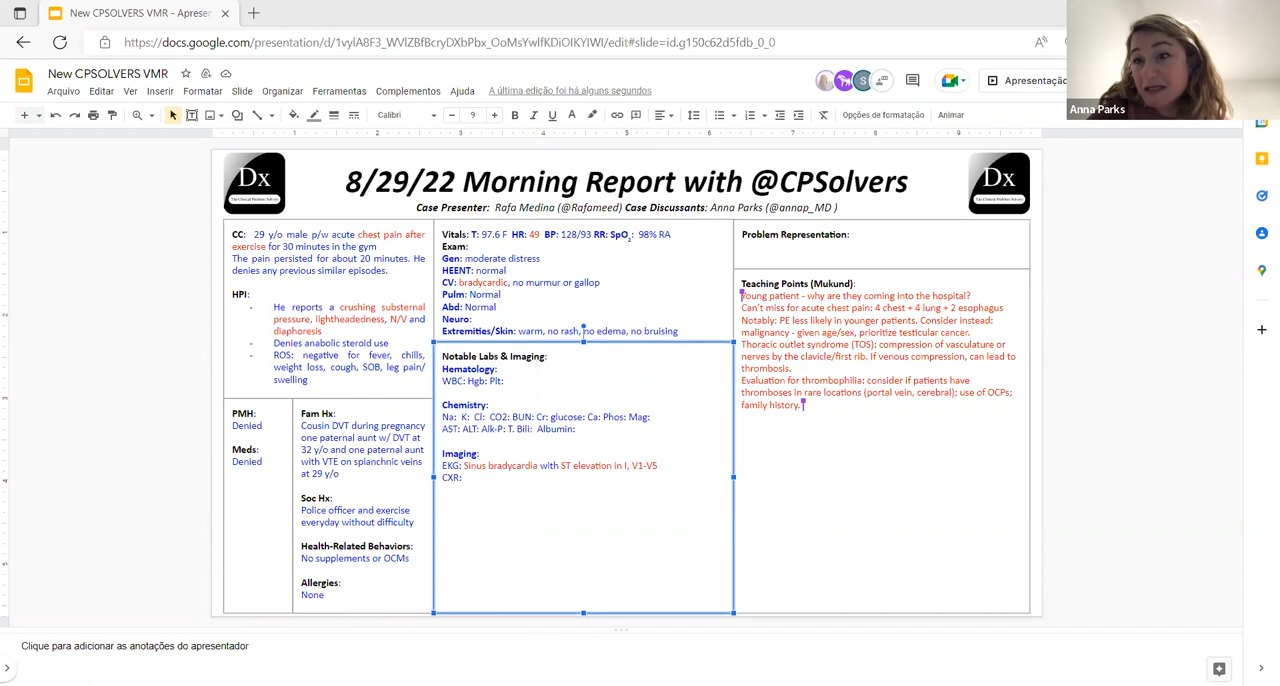 New CPSOLVERS VMR - Apresen
https://docs.google.com/presentation/d/1vylA8F3_WVlZBfBcryDXbPbx_OoMsYwlfKDiOIKYIWI/edit#slide=id.g150c62d5fdb_0_0
New CPSOLVERS VMR
Arquivo Editar Ver Inserir Formatar Slide Organizar Ferramentas Complementos Ajuda A última edição foi há alguns segundos
Apresentação
Anna Parks
Calibri 9 Opções de formatação Animar
Dx
8/29/22 Morning Report with @CPSolvers
Dx
Case Presenter: Rafa Medina (@Rafameed) Case Discussants: Anna Parks (@annap_MD )
CC: 29 y/o male p/w acute chest pain after
exercise for 30 minutes in the gym
The pain persisted for about 20 minutes. He
denies any previous similar episodes.
HPI:
- He reports a crushing substernal
pressure, lightheadedness, N/V and
diaphoresis
- Denies anabolic steroid use
- ROS: negative for fever, chills,
weight loss, cough, SOB, leg pain/
swelling
PMH:
Denied
Meds:
Denied
Fam Hx:
Cousin DVT during pregnancy
one paternal aunt w/ DVT at
32 y/o and one paternal aunt
with VTE on splanchnic veins
at 29 y/o
Soc Hx:
Police officer and exercise
everyday without difficulty
Health-Related Behaviors:
No supplements or OCMs
Allergies:
None
Vitals: T: 97.6 F HR: 49 BP: 128/93 RR: SpO2: 98% RA
Exam:
Gen: moderate distress
HEENT: normal
CV: bradycardic, no murmur or gallop
Pulm: Normal
Abd: Normal
Neuro:
Extremities/Skin: warm, no rash, no edema, no bruising
Notable Labs & Imaging:
Hematology:
WBC: Hgb: Plt:
Chemistry:
Na: K: Cl: CO2: BUN: Cr: glucose: Ca: Phos: Mag:
AST: ALT: Alk-P: T. Bili: Albumin:
Imaging:
EKG: Sinus bradycardia with ST elevation in I, V1-V5
CXR:
Problem Representation:
Teaching Points (Mukund):
Young patient - why are they coming into the hospital?
Can't miss for acute chest pain: 4 chest + 4 lung + 2 esophagus
Notably: PE less likely in younger patients. Consider instead:
malignancy - given age/sex, prioritize testicular cancer.
Thoracic outlet syndrome (TOS): compression of vasculature or
nerves by the clavicle/first rib. If venous compression, can lead to
thrombosis.
Evaluation for thrombophilia: consider if patients have
thromboses in rare locations (portal vein, cerebral); use of OCPs;
family history.
Clique para adicionar as anotações do apresentador